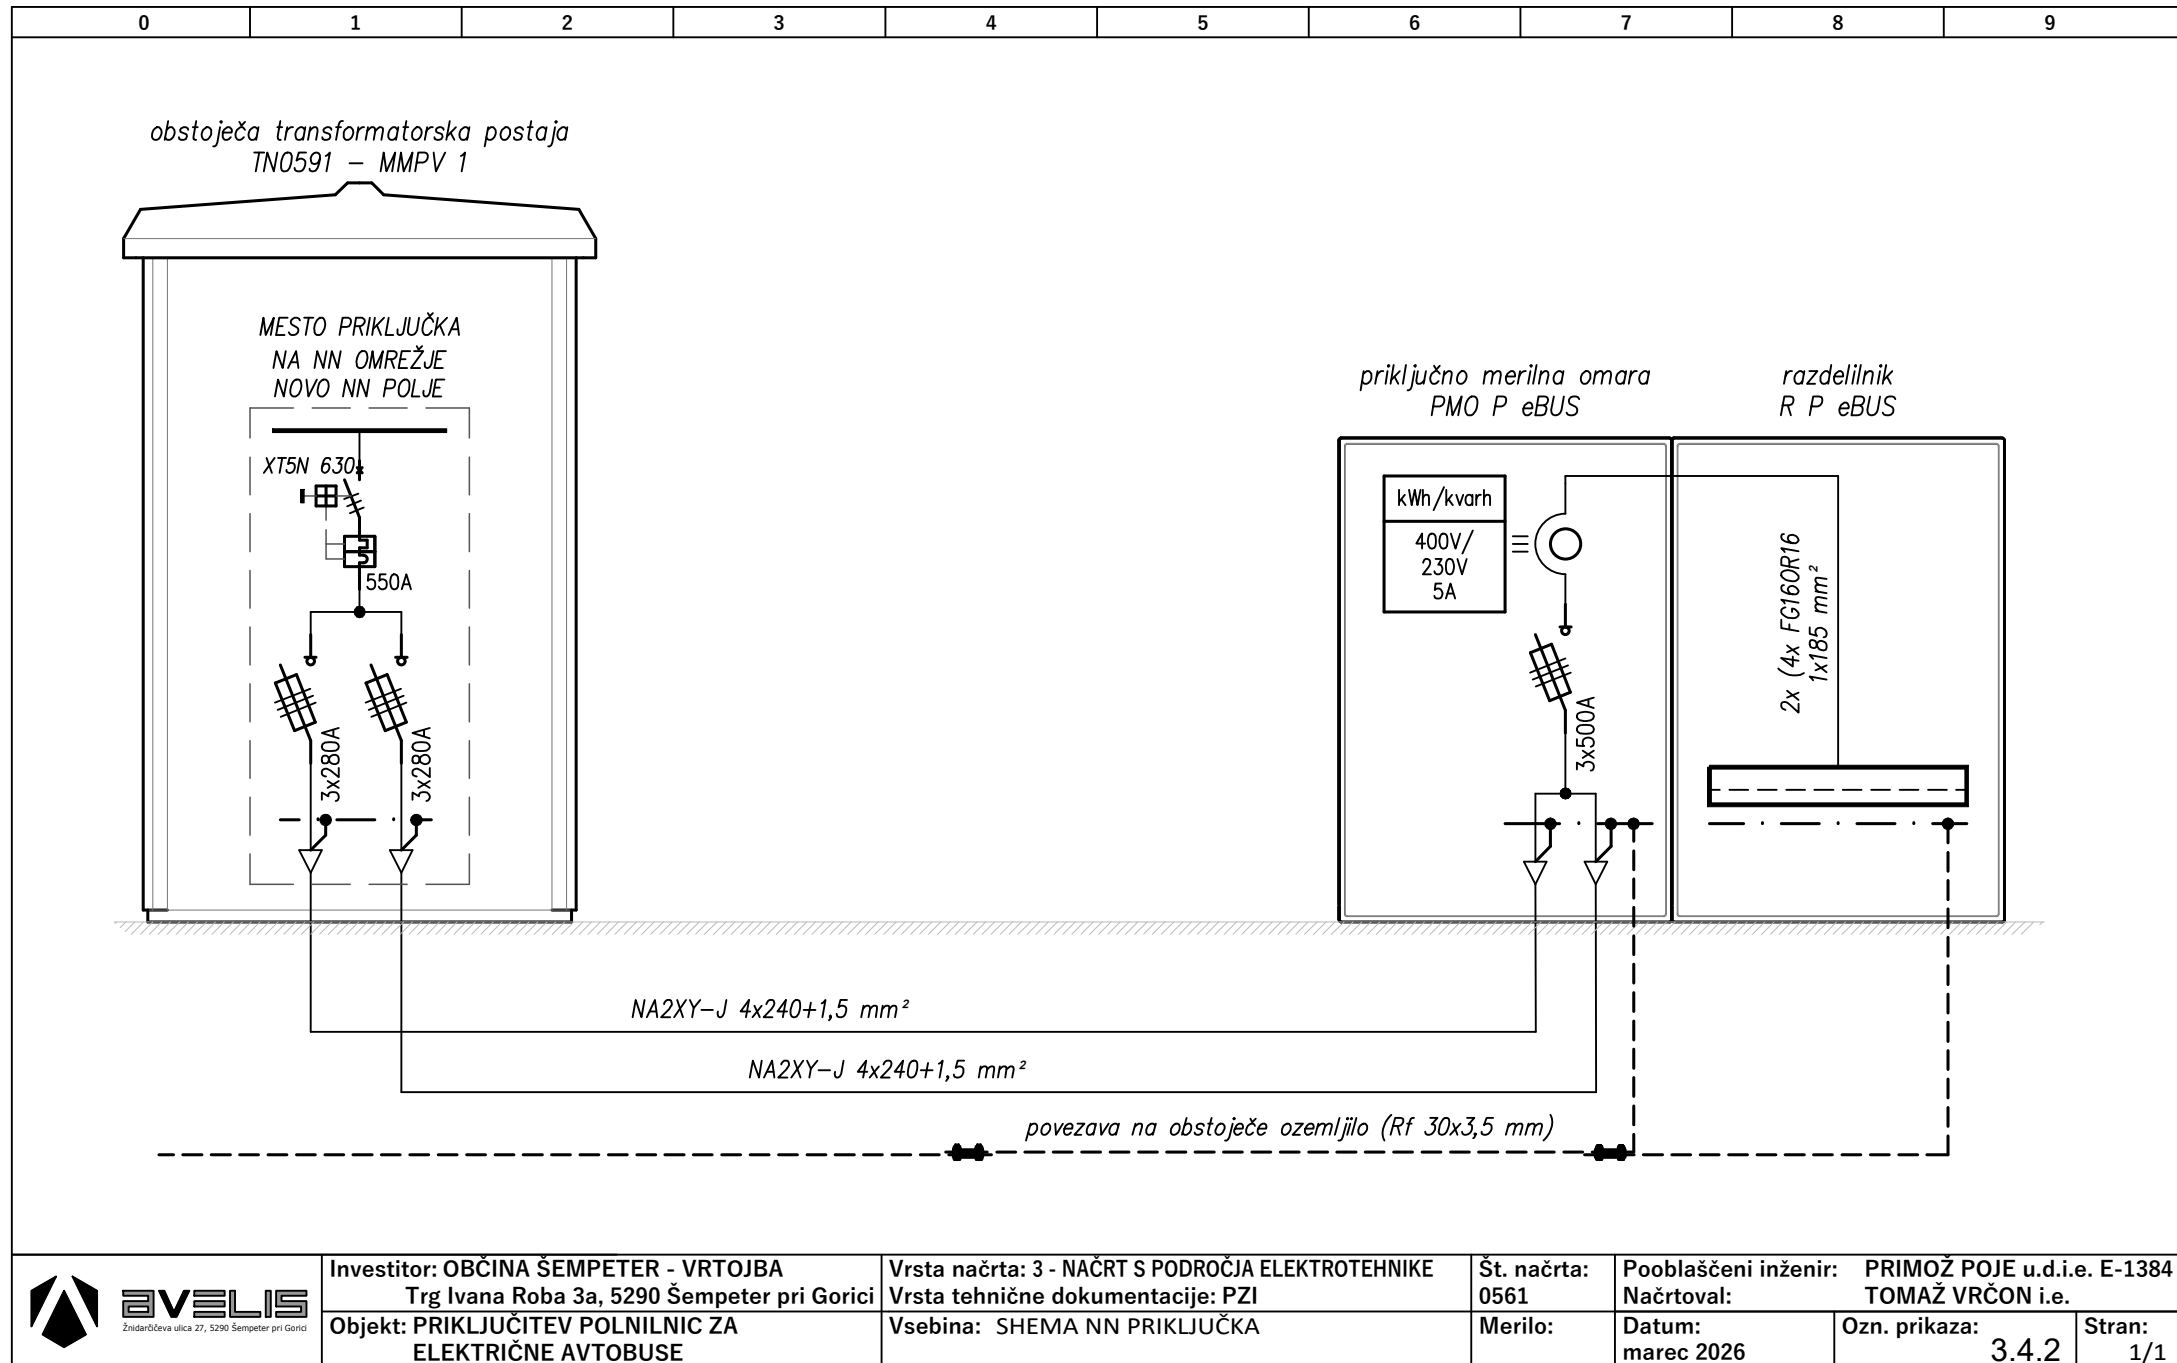 0 1 2 3 4 5 6 7 8 9
obstoječa transformatorska postaja
TN0591 – MMPV 1
MESTO PRIKLJUČKA
NA NN OMREŽJE
NOVO NN POLJE
XT5N 630
550A
3x280A
3x280A
priključno merilna omara
PMO P eBUS
razdelilnik
R P eBUS
kWh/kvarh
400V/
230V
5A
3x500A
2x (4x FG16OR16
1x185 mm²
NA2XY–J 4x240+1,5 mm²
NA2XY–J 4x240+1,5 mm²
povezava na obstoječe ozemljilo (Rf 30x3,5 mm)
AVELIS
Žnidarčičeva ulica 27, 5290 Šempeter pri Gorici
Investitor: OBČINA ŠEMPETER - VRTOJBA
Trg Ivana Roba 3a, 5290 Šempeter pri Gorici
Objekt: PRIKLJUČITEV POLNILNIC ZA
ELEKTRIČNE AVTOBUSE
Vrsta načrta: 3 - NAČRT S PODROČJA ELEKTROTEHNIKE
Vrsta tehnične dokumentacije: PZI
Vsebina: SHEMA NN PRIKLJUČKA
Št. načrta:
0561
Merilo:
Pooblaščeni inženir: PRIMOŽ POJE u.d.i.e. E-1384
Načrtoval: TOMAŽ VRČON i.e.
Datum:
marec 2026
Ozn. prikaza:
3.4.2
Stran:
1/1